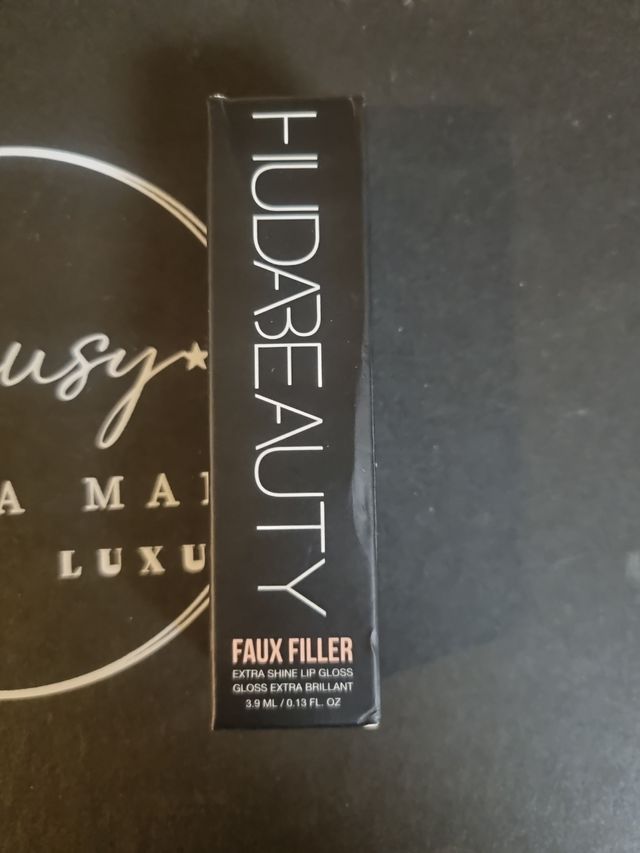 HUDABEAUTY
FAUX FILLER
EXTRA SHINE LIP GLOSS
GLOSS EXTRA BRILLANT
3.9 ML / 0.13 FL. OZ
usy
A MA
LUXU